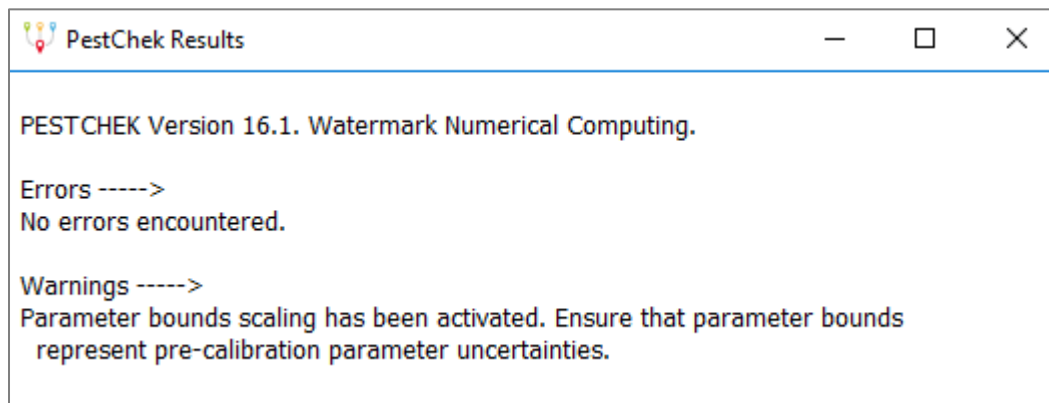 PestChek Results
PESTCHEK Version 16.1. Watermark Numerical Computing.
Errors ----->
No errors encountered.
Warnings ----->
Parameter bounds scaling has been activated. Ensure that parameter bounds
represent pre-calibration parameter uncertainties.